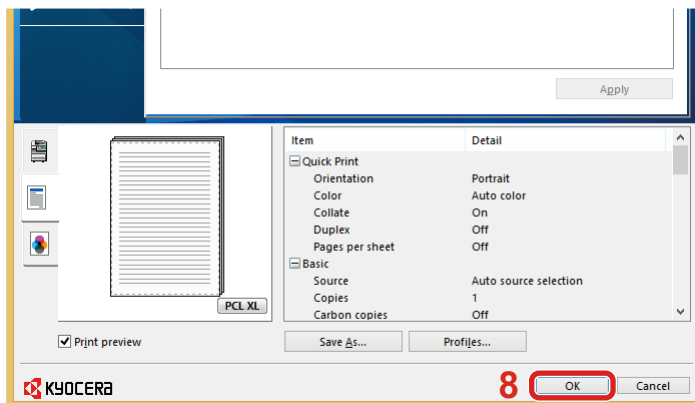 Apply
Item Detail
Quick Print
Orientation Portrait
Color Auto color
Collate On
Duplex Off
Pages per sheet Off
Basic
Source Auto source selection
Copies 1
Carbon copies Off
PCL XL
Print preview
Save As... Profiles...
KYOCERA
8 OK Cancel